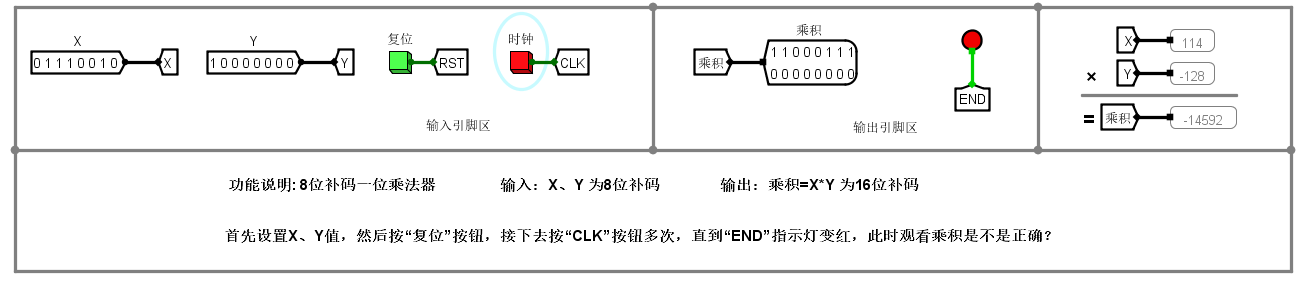 X
01110010
X
Y
10000000
Y
复位
RST
时钟
CLK
输入引脚区
乘积
乘积
11000111
00000000
END
输出引脚区
X
114
×
Y
-128
=
乘积
-14592
功能说明: 8位补码一位乘法器 输入：X、Y 为8位补码 输出：乘积=X*Y 为16位补码
首先设置X、Y值，然后按“复位”按钮，接下去按“CLK”按钮多次，直到“END”指示灯变红，此时观看乘积是不是正确？